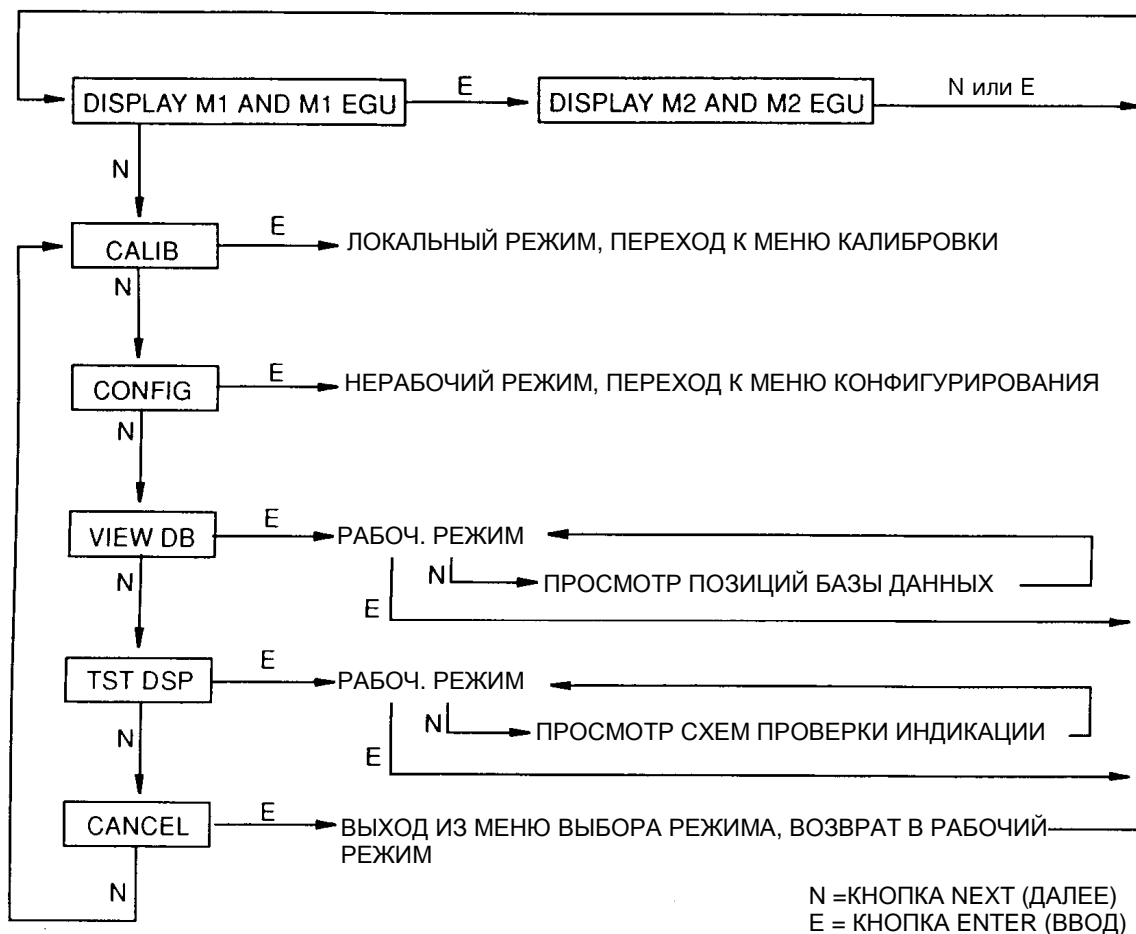 DISPLAY M1 AND M1 EGU
E
DISPLAY M2 AND M2 EGU
N или E
N
CALIB
E
ЛОКАЛЬНЫЙ РЕЖИМ, ПЕРЕХОД К МЕНЮ КАЛИБРОВКИ
N
CONFIG
E
НЕРАБОЧИЙ РЕЖИМ, ПЕРЕХОД К МЕНЮ КОНФИГУРИРОВАНИЯ
N
VIEW DB
E
РАБОЧ. РЕЖИМ
N
ПРОСМОТР ПОЗИЦИЙ БАЗЫ ДАННЫХ
E
N
TST DSP
E
РАБОЧ. РЕЖИМ
N
ПРОСМОТР СХЕМ ПРОВЕРКИ ИНДИКАЦИИ
E
N
CANCEL
E
ВЫХОД ИЗ МЕНЮ ВЫБОРА РЕЖИМА, ВОЗВРАТ В РАБОЧИЙ
РЕЖИМ
N
N =КНОПКА NEXT (ДАЛЕЕ)
E = КНОПКА ENTER (ВВОД)